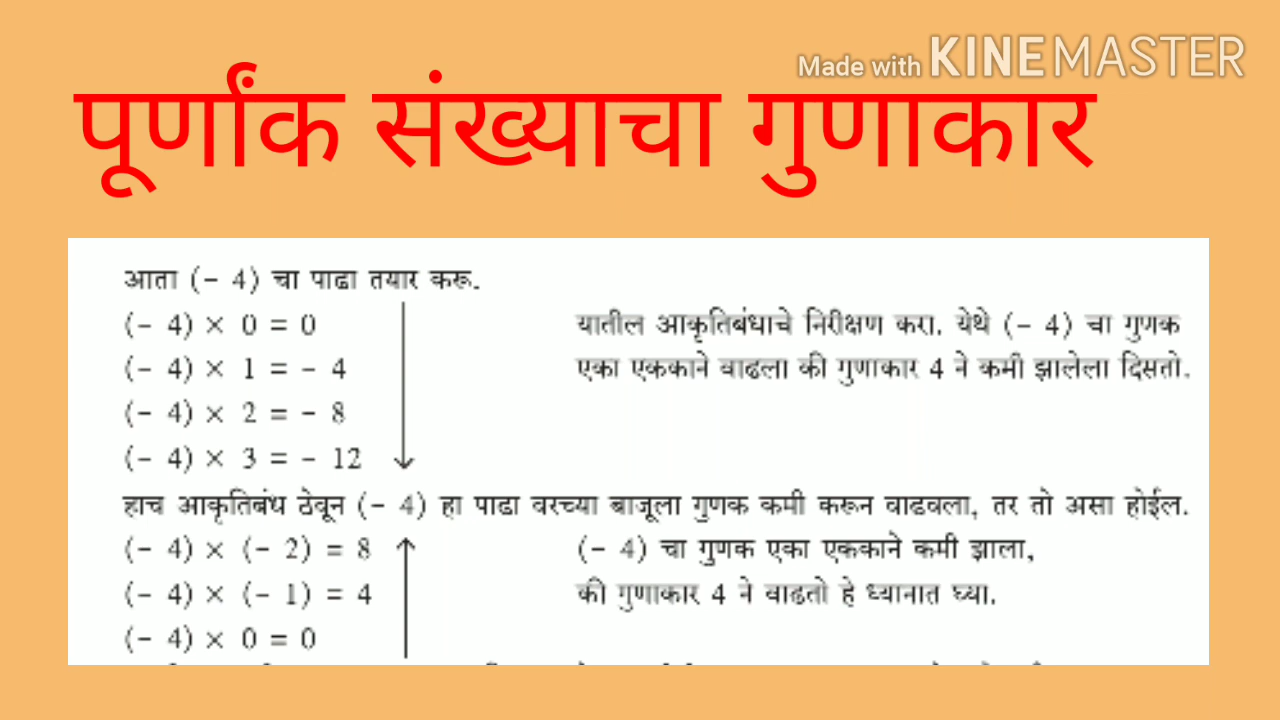 Made with KINEMASTER
पूर्णांक संख्याचा गुणाकार
आता (– 4) चा पाढा तयार करू.
(– 4) × 0 = 0
(– 4) × 1 = – 4
(– 4) × 2 = – 8
(– 4) × 3 = – 12
यातील आकृतिबंधाचे निरीक्षण करा. येथे (– 4) चा गुणक
एका एककाने वाढला की गुणाकार 4 ने कमी झालेला दिसतो.
हाच आकृतिबंध ठेवून (– 4) हा पाढा वरच्या बाजूला गुणक कमी करून वाढवला, तर तो असा होईल.
(– 4) × (– 2) = 8
(– 4) × (– 1) = 4
(– 4) × 0 = 0
(– 4) चा गुणक एका एककाने कमी झाला,
की गुणाकार 4 ने वाढतो हे ध्यानात घ्या.